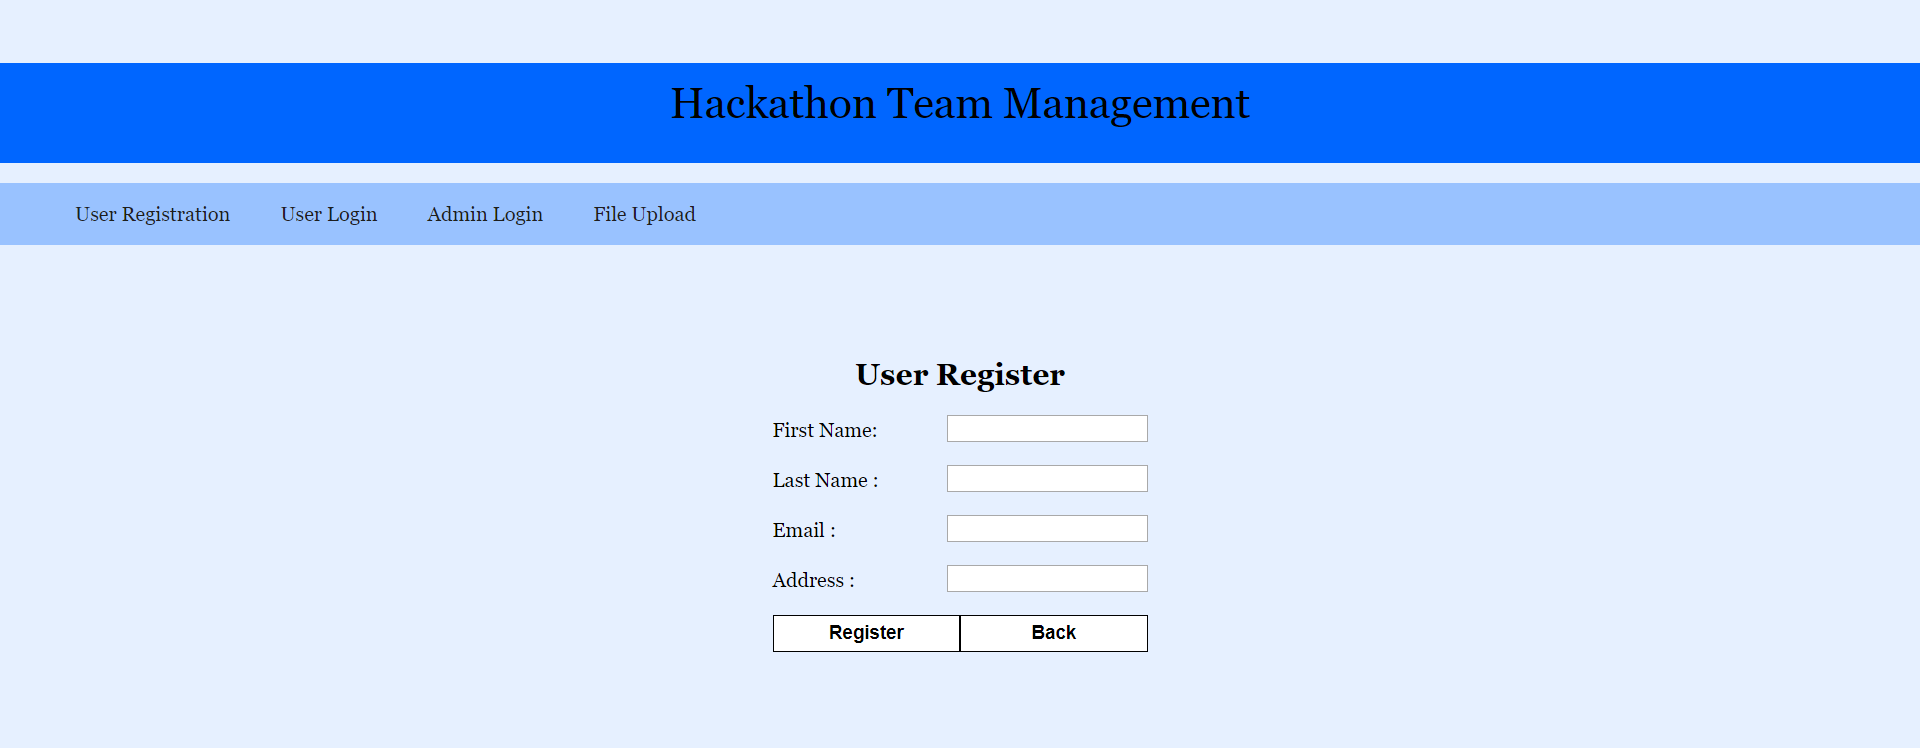 Hackathon Team Management
User Registration User Login Admin Login File Upload
User Register
First Name:
Last Name :
Email :
Address :
Register Back